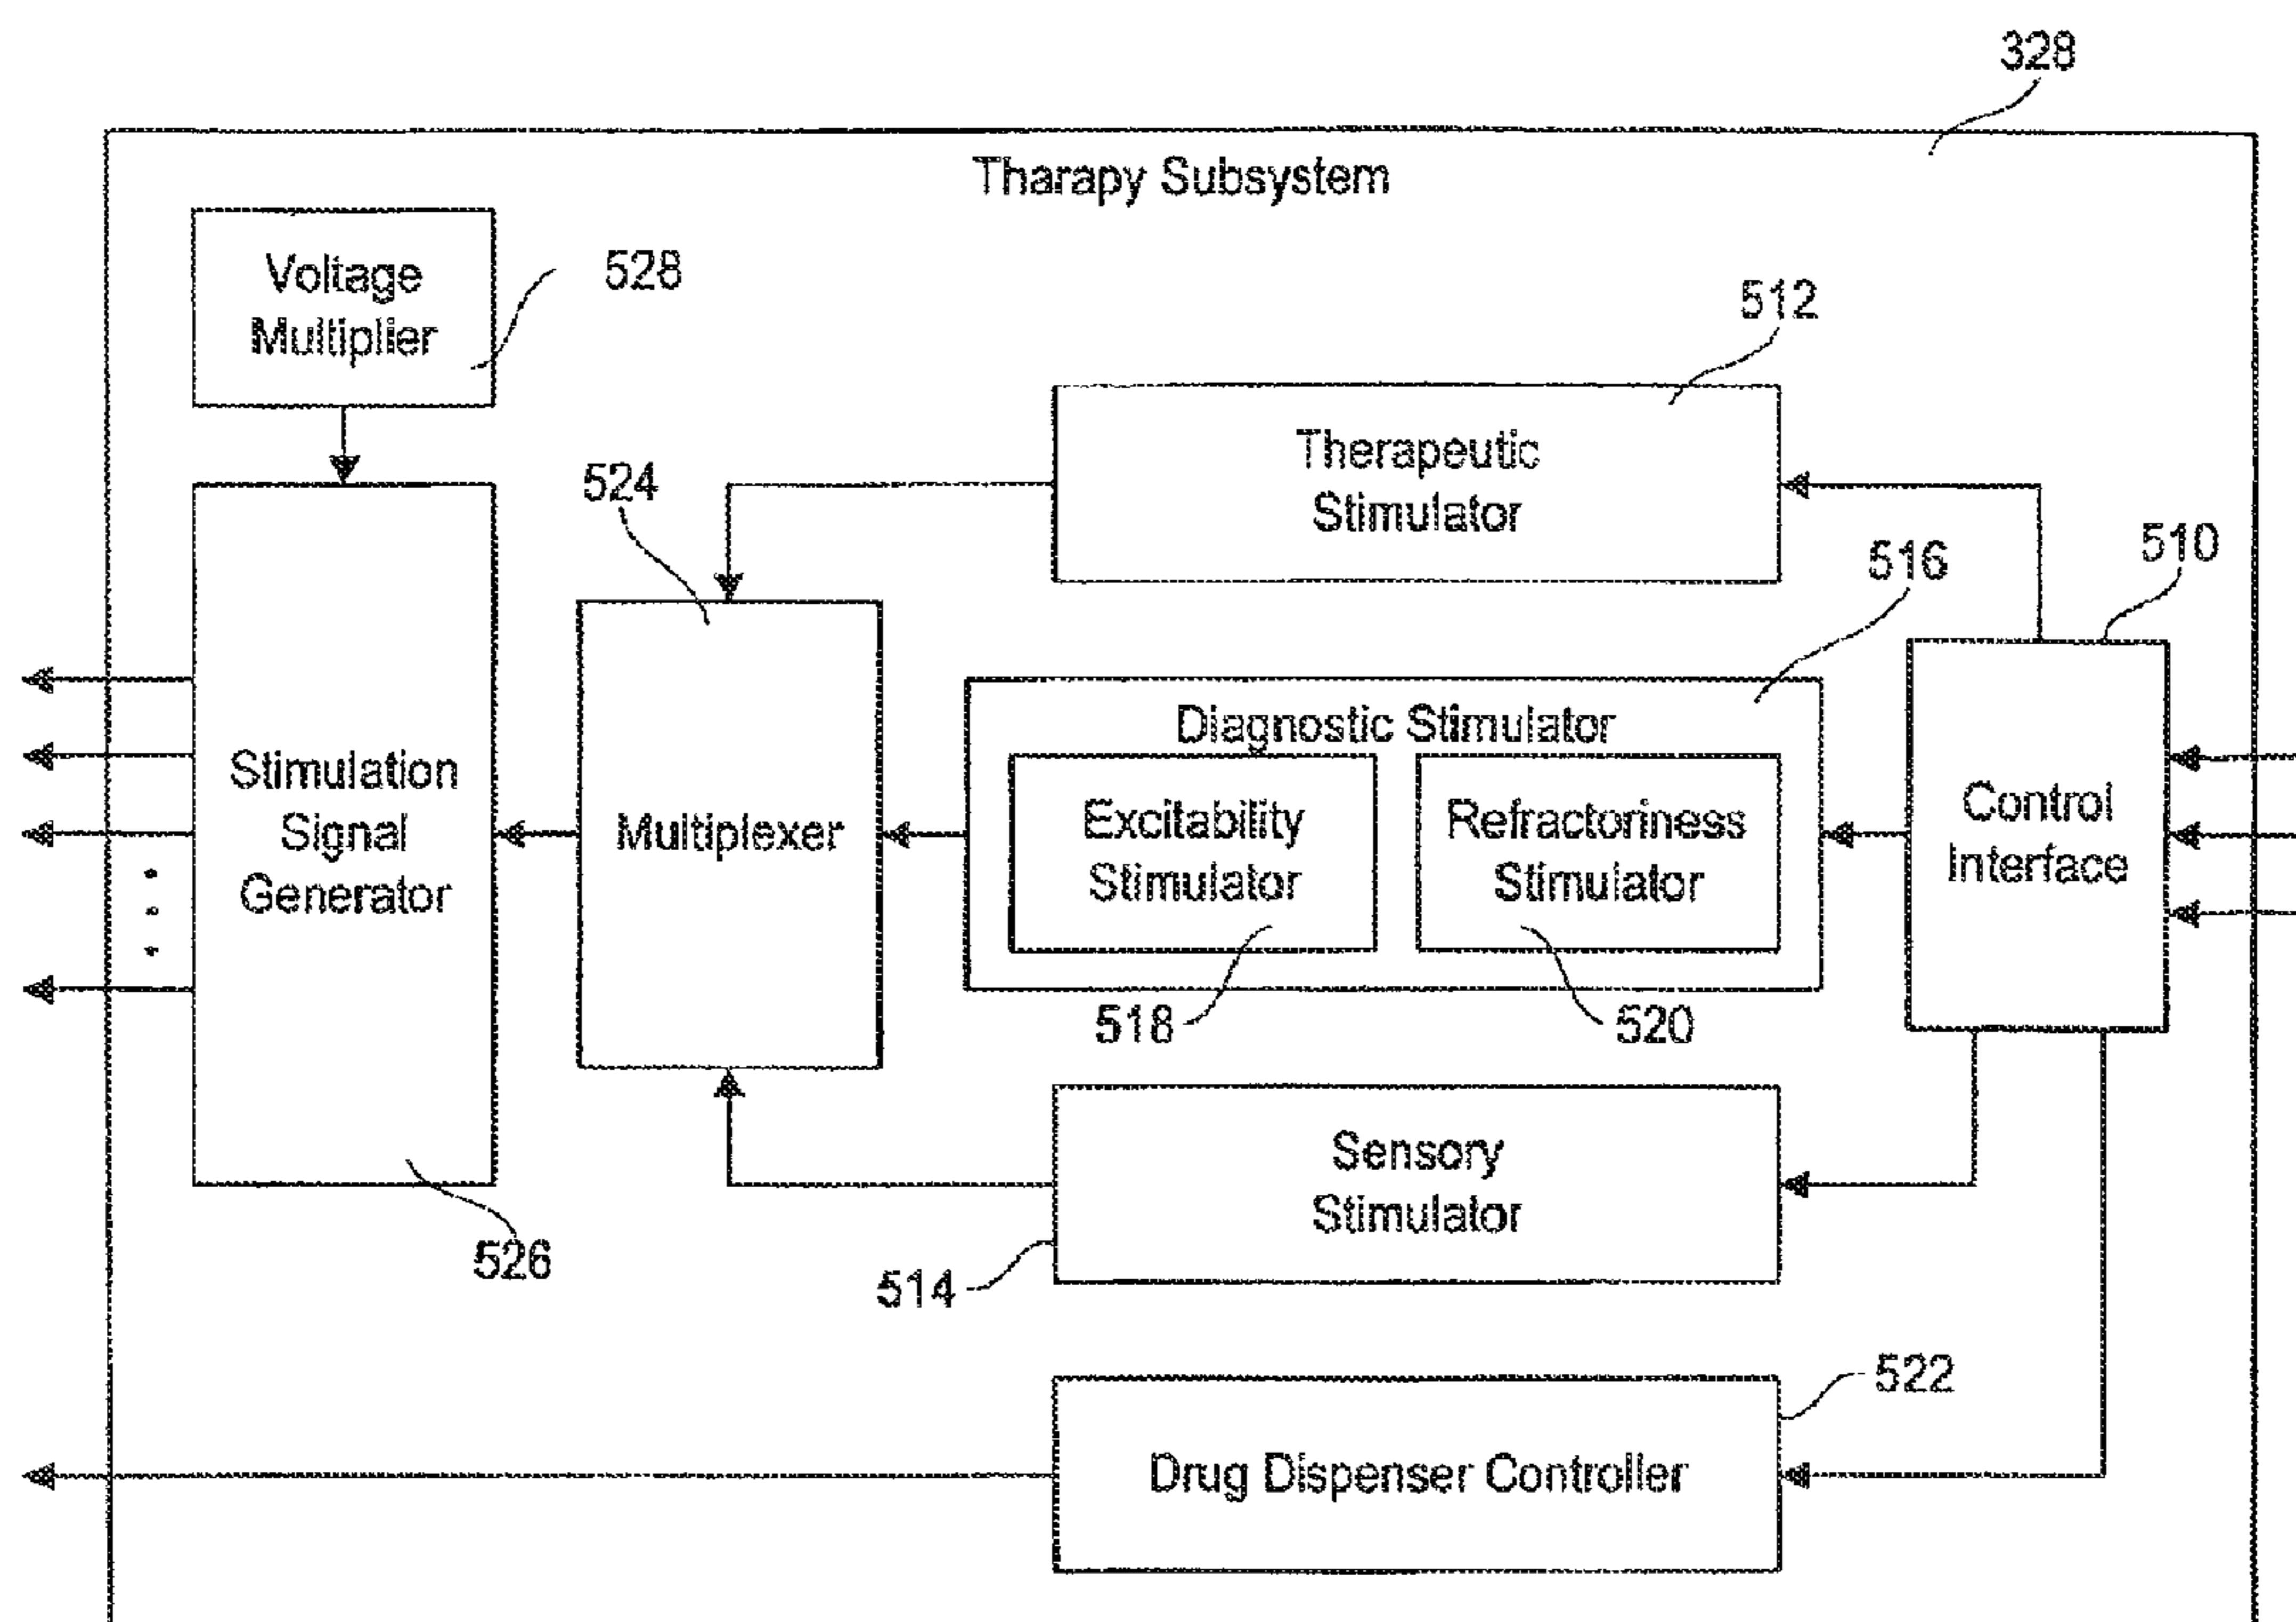 328
Tharapy Subsystem
Voltage
Multiplier
528
512
Therapeutic
Stimulator
524
516
510
Stimulation
Signal
Generator
Multiplexer
Diagnostic Stimulator
Excitability
Stimulator
Refractoriness
Stimulator
Control
Interface
518
520
Sensory
Stimulator
526
514
522
Drug Dispenser Controller